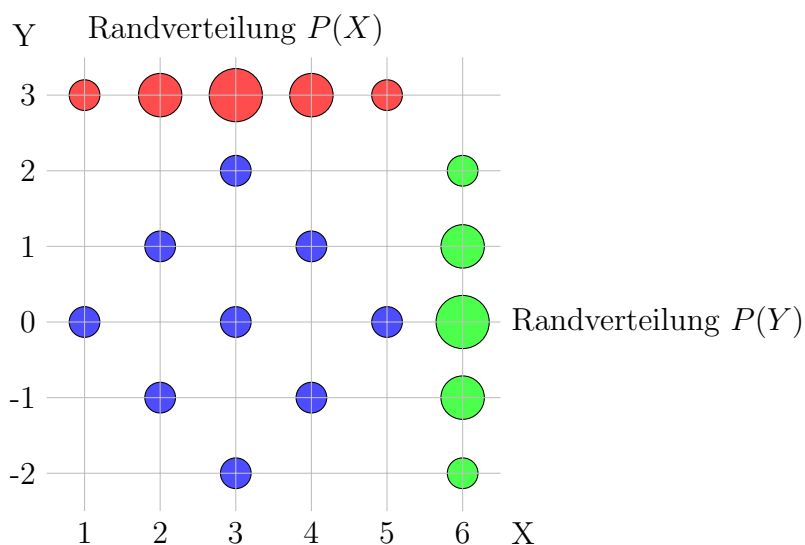 Y Randverteilung P(X)
3
2
1
0 Randverteilung P(Y)
-1
-2
1 2 3 4 5 6 X